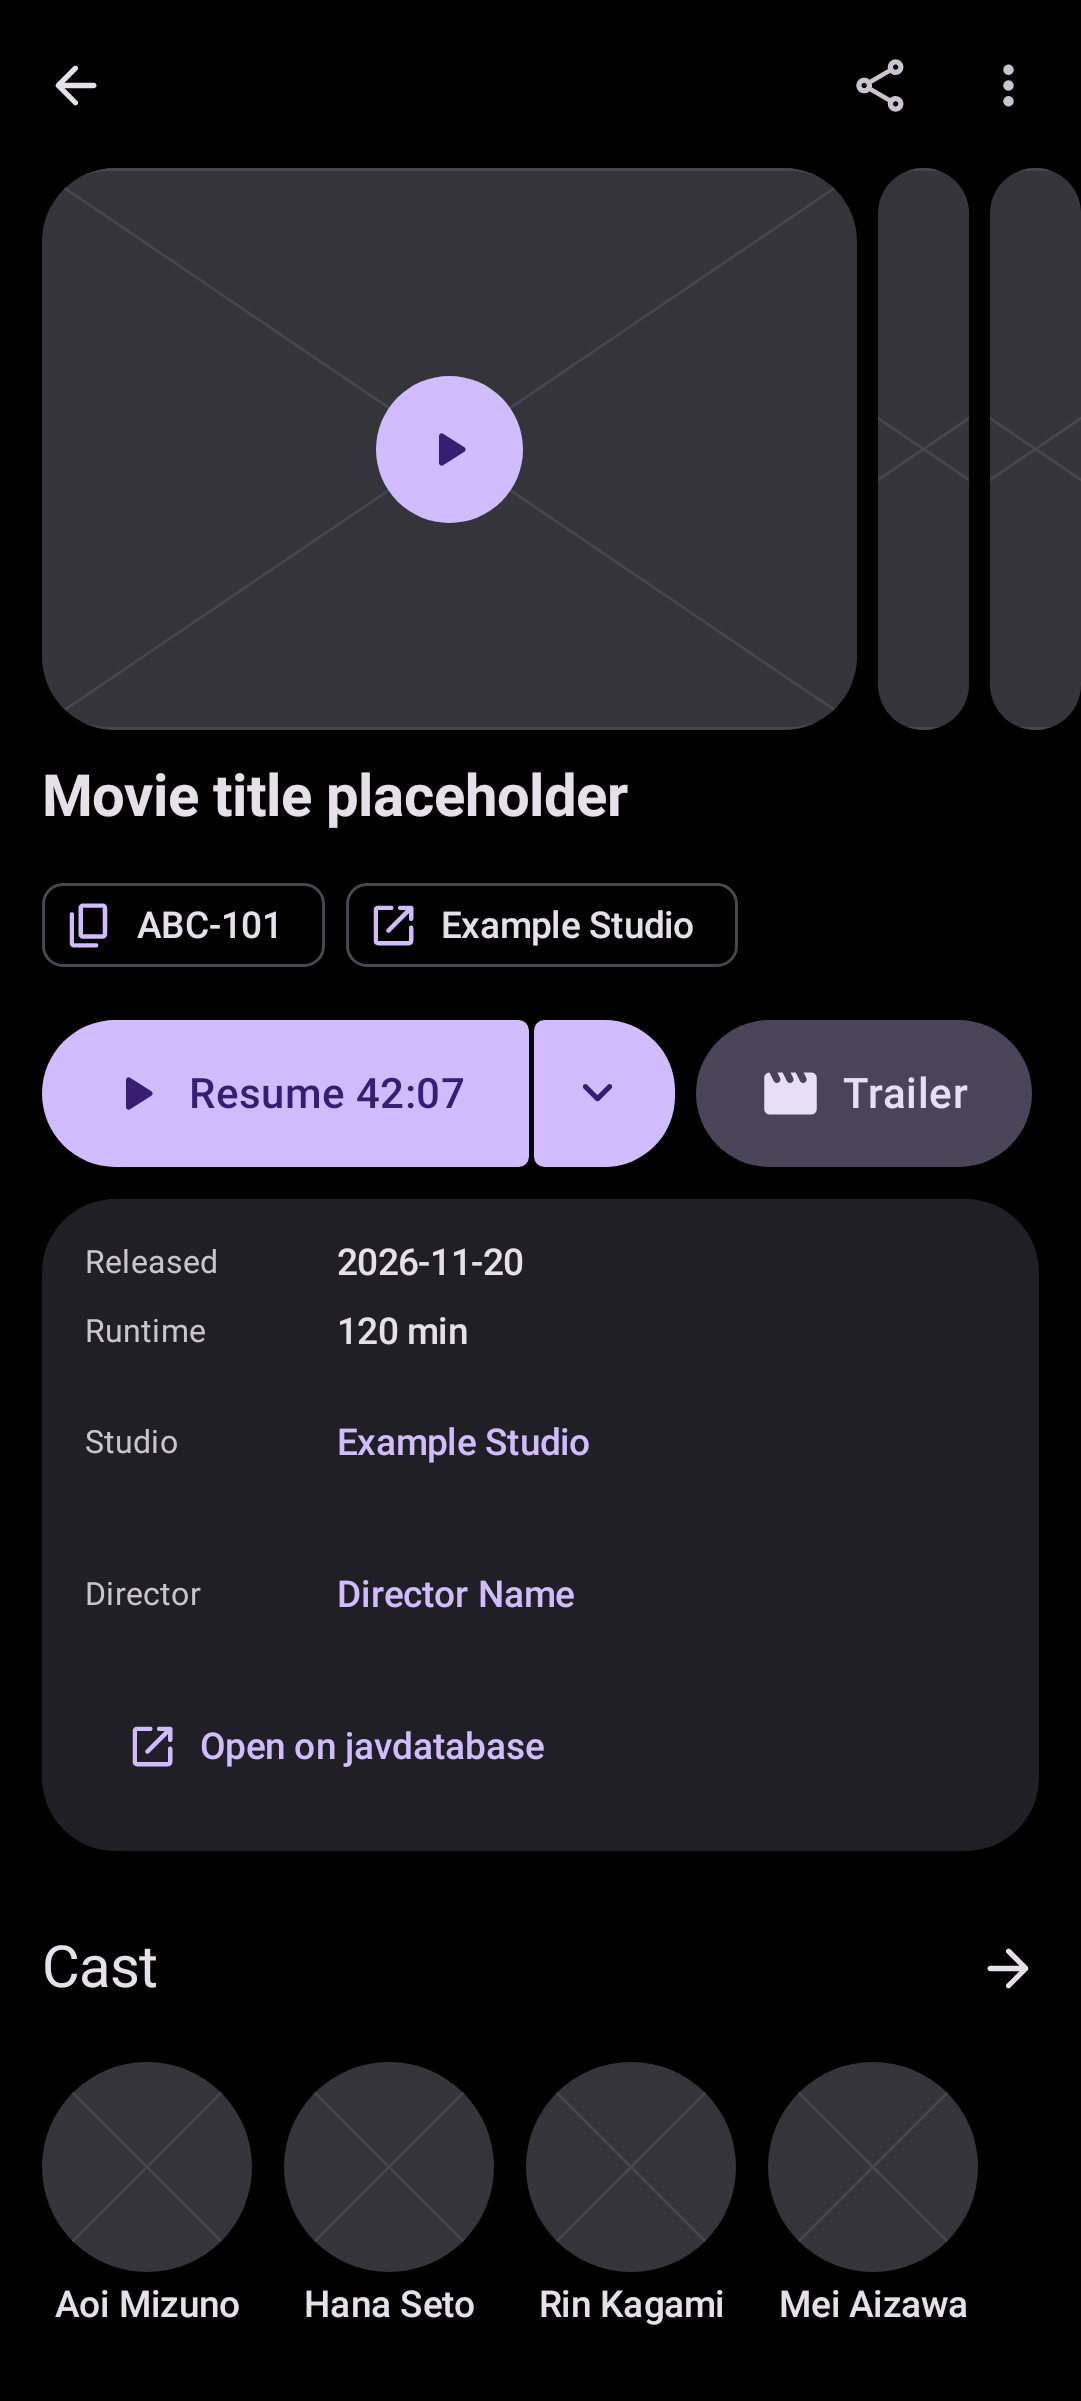 Movie title placeholder
ABC-101
Example Studio
Resume 42:07
Trailer
Released 2026-11-20
Runtime 120 min
Studio Example Studio
Director Director Name
Open on javdatabase
Cast
Aoi Mizuno
Hana Seto
Rin Kagami
Mei Aizawa